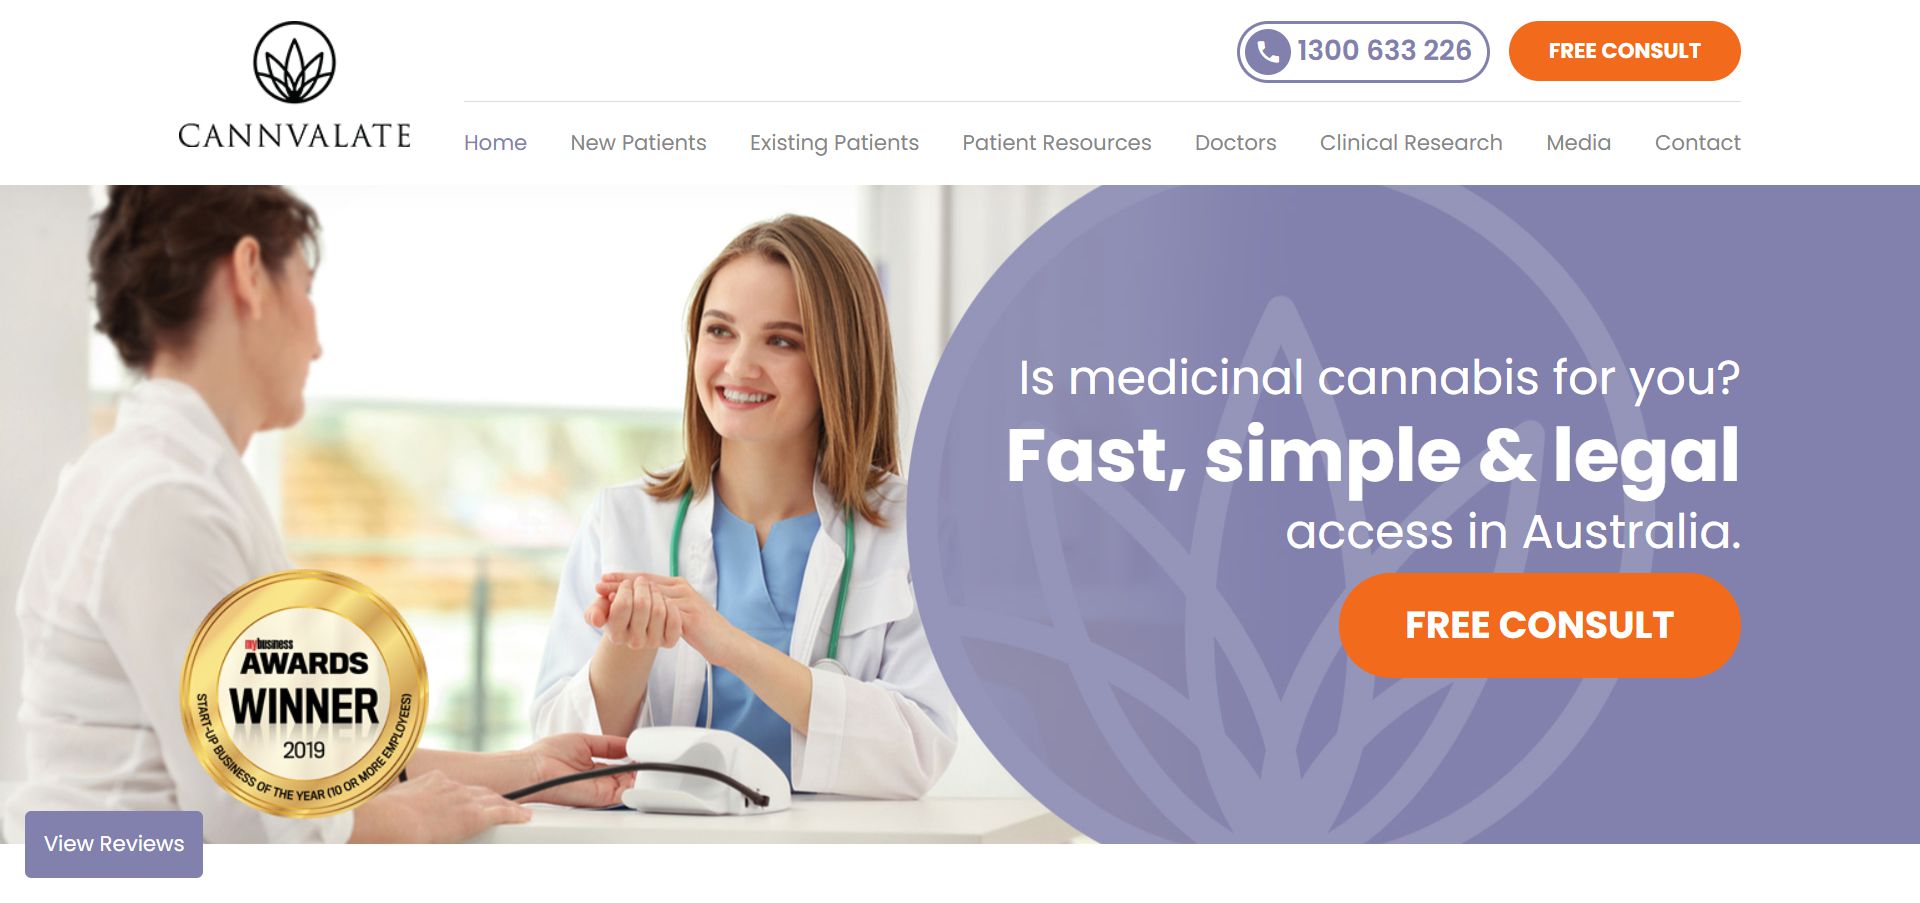 CANNVALATE
1300 633 226
FREE CONSULT
Home
New Patients
Existing Patients
Patient Resources
Doctors
Clinical Research
Media
Contact
Is medicinal cannabis for you?
Fast, simple & legal
access in Australia.
FREE CONSULT
mybusiness
AWARDS
WINNER
2019
START-UP BUSINESS OF THE YEAR (10 OR MORE EMPLOYEES)
View Reviews